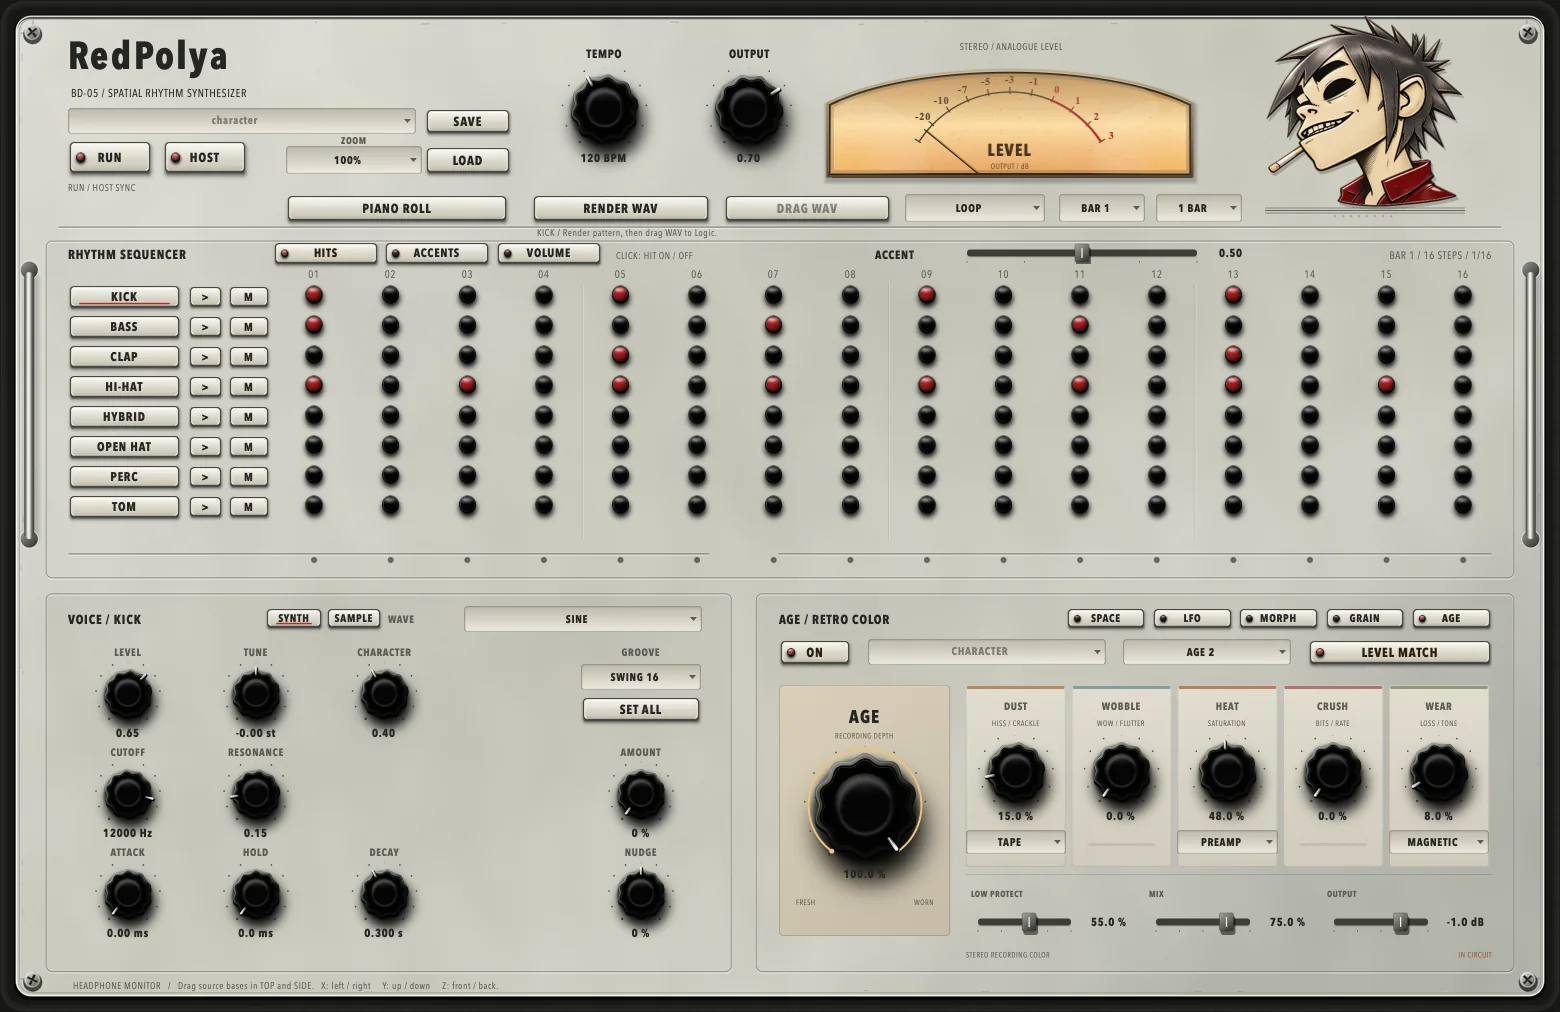 RedPolya
BD-05 / SPATIAL RHYTHM SYNTHESIZER
character
SAVE
RUN
HOST
ZOOM
100%
LOAD
RUN / HOST SYNC
TEMPO
120 BPM
OUTPUT
0.70
STEREO / ANALOGUE LEVEL
-20 -10 -7 -5 -3 -1 0 1 2 3
LEVEL
OUTPUT / dB
PIANO ROLL
RENDER WAV
DRAG WAV
LOOP
BAR 1
1 BAR
KICK / Render pattern, then drag WAV to Logic.
RHYTHM SEQUENCER
HITS
ACCENTS
VOLUME
CLICK: HIT ON / OFF
ACCENT
0.50
BAR 1 / 16 STEPS / 1/16
01 02 03 04 05 06 07 08 09 10 11 12 13 14 15 16
KICK > M
BASS > M
CLAP > M
HI-HAT > M
HYBRID > M
OPEN HAT > M
PERC > M
TOM > M
VOICE / KICK
SYNTH
SAMPLE
WAVE
SINE
LEVEL
0.65
TUNE
-0.00 st
CHARACTER
0.40
GROOVE
SWING 16
SET ALL
CUTOFF
12000 Hz
RESONANCE
0.15
AMOUNT
0 %
ATTACK
0.00 ms
HOLD
0.0 ms
DECAY
0.300 s
NUDGE
0 %
AGE / RETRO COLOR
SPACE
LFO
MORPH
GRAIN
AGE
ON
CHARACTER
AGE 2
LEVEL MATCH
AGE
RECORDING DEPTH
100.0 %
FRESH
WORN
DUST
HISS / CRACKLE
15.0 %
TAPE
WOBBLE
WOW / FLUTTER
0.0 %
HEAT
SATURATION
48.0 %
PREAMP
CRUSH
BITS / RATE
0.0 %
WEAR
LOSS / TONE
8.0 %
MAGNETIC
LOW PROTECT
55.0 %
MIX
75.0 %
OUTPUT
-1.0 dB
STEREO RECORDING COLOR
IN CIRCUIT
HEADPHONE MONITOR / Drag source bases in TOP and SIDE. X: left / right Y: up / down Z: front / back.